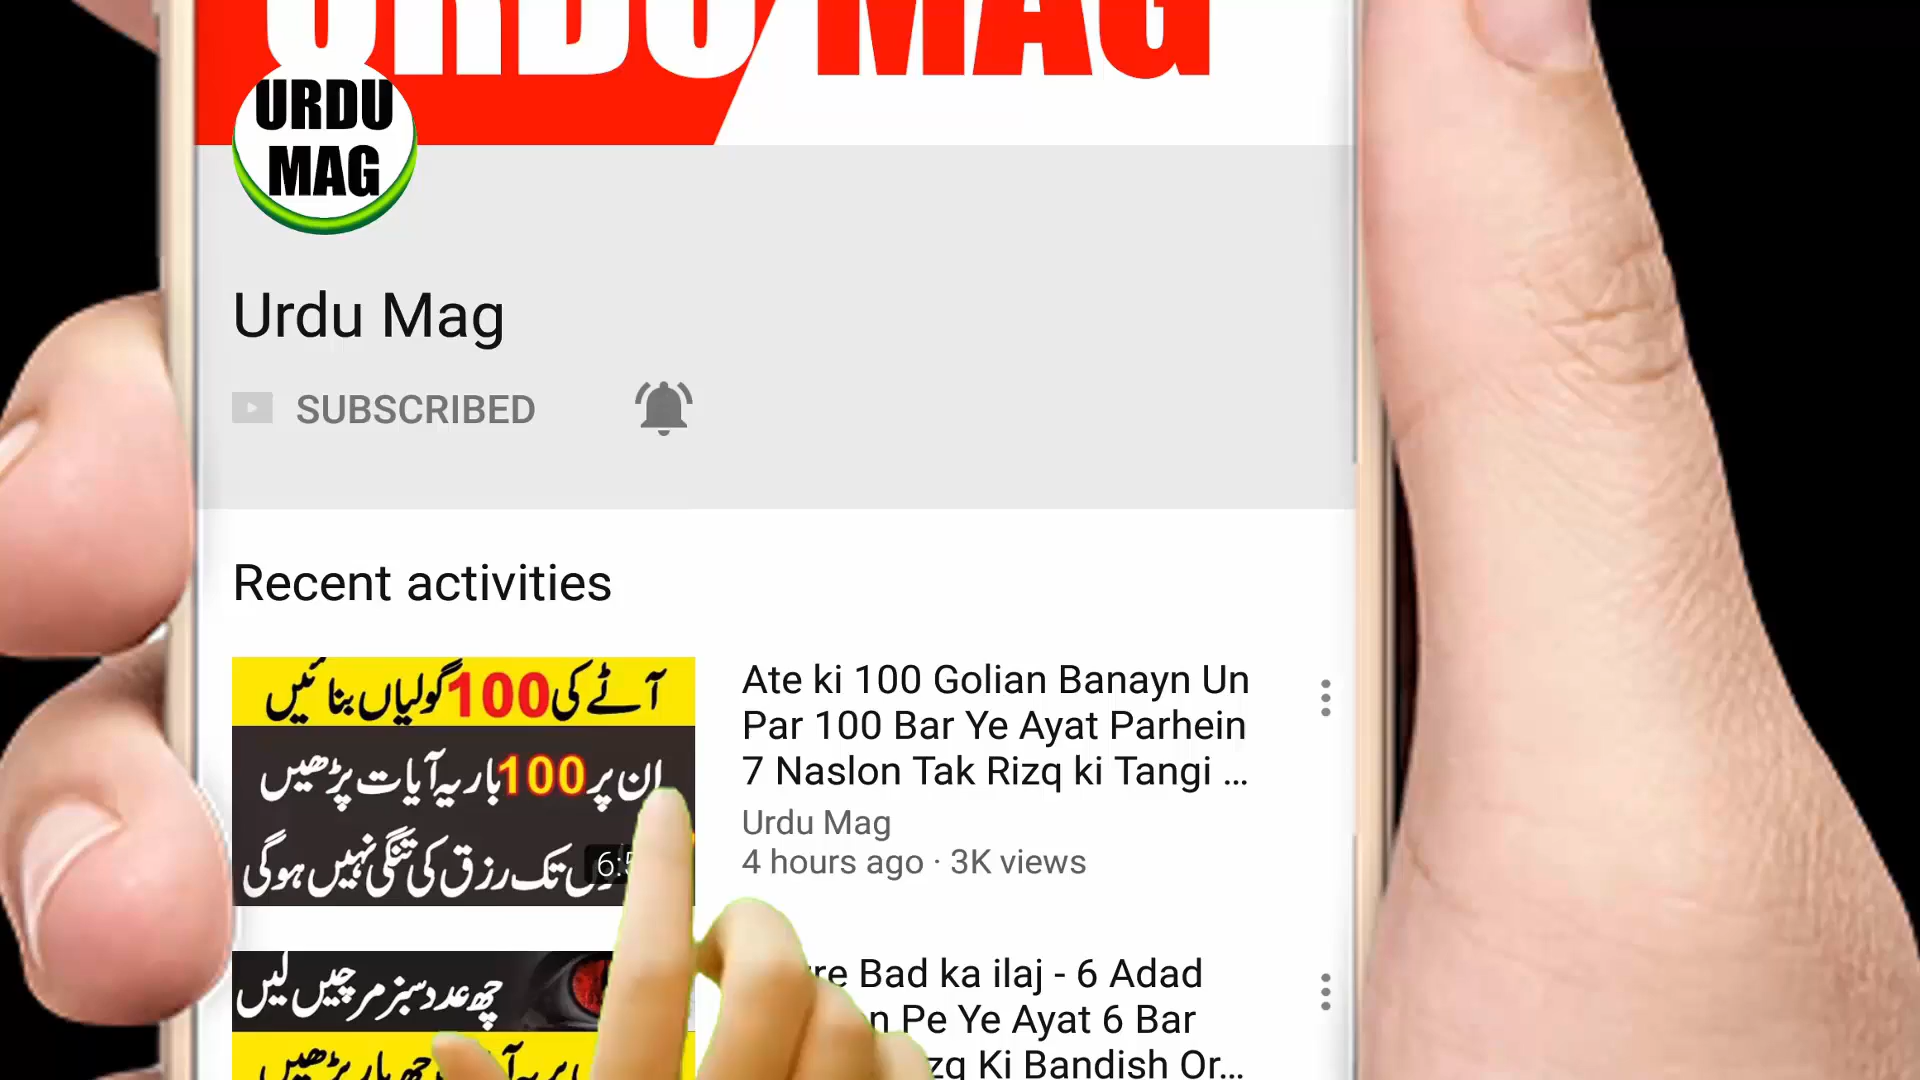 URDU MAG
URDU
MAG
Urdu Mag
SUBSCRIBED
Recent activities
آٹے کی 100 گولیاں بنائیں
ان پر 100 بار یہ آیات پڑھیں
تک رزق کی تنگی نہیں ہوگی
Ate ki 100 Golian Banayn Un
Par 100 Bar Ye Ayat Parhein
7 Naslon Tak Rizq ki Tangi ...
Urdu Mag
4 hours ago · 3K views
چھ عدد سبز مرچیں لیں
چھ بار پڑھیں
Bad ka ilaj - 6 Adad
Pe Ye Ayat 6 Bar
Ki Bandish Or...